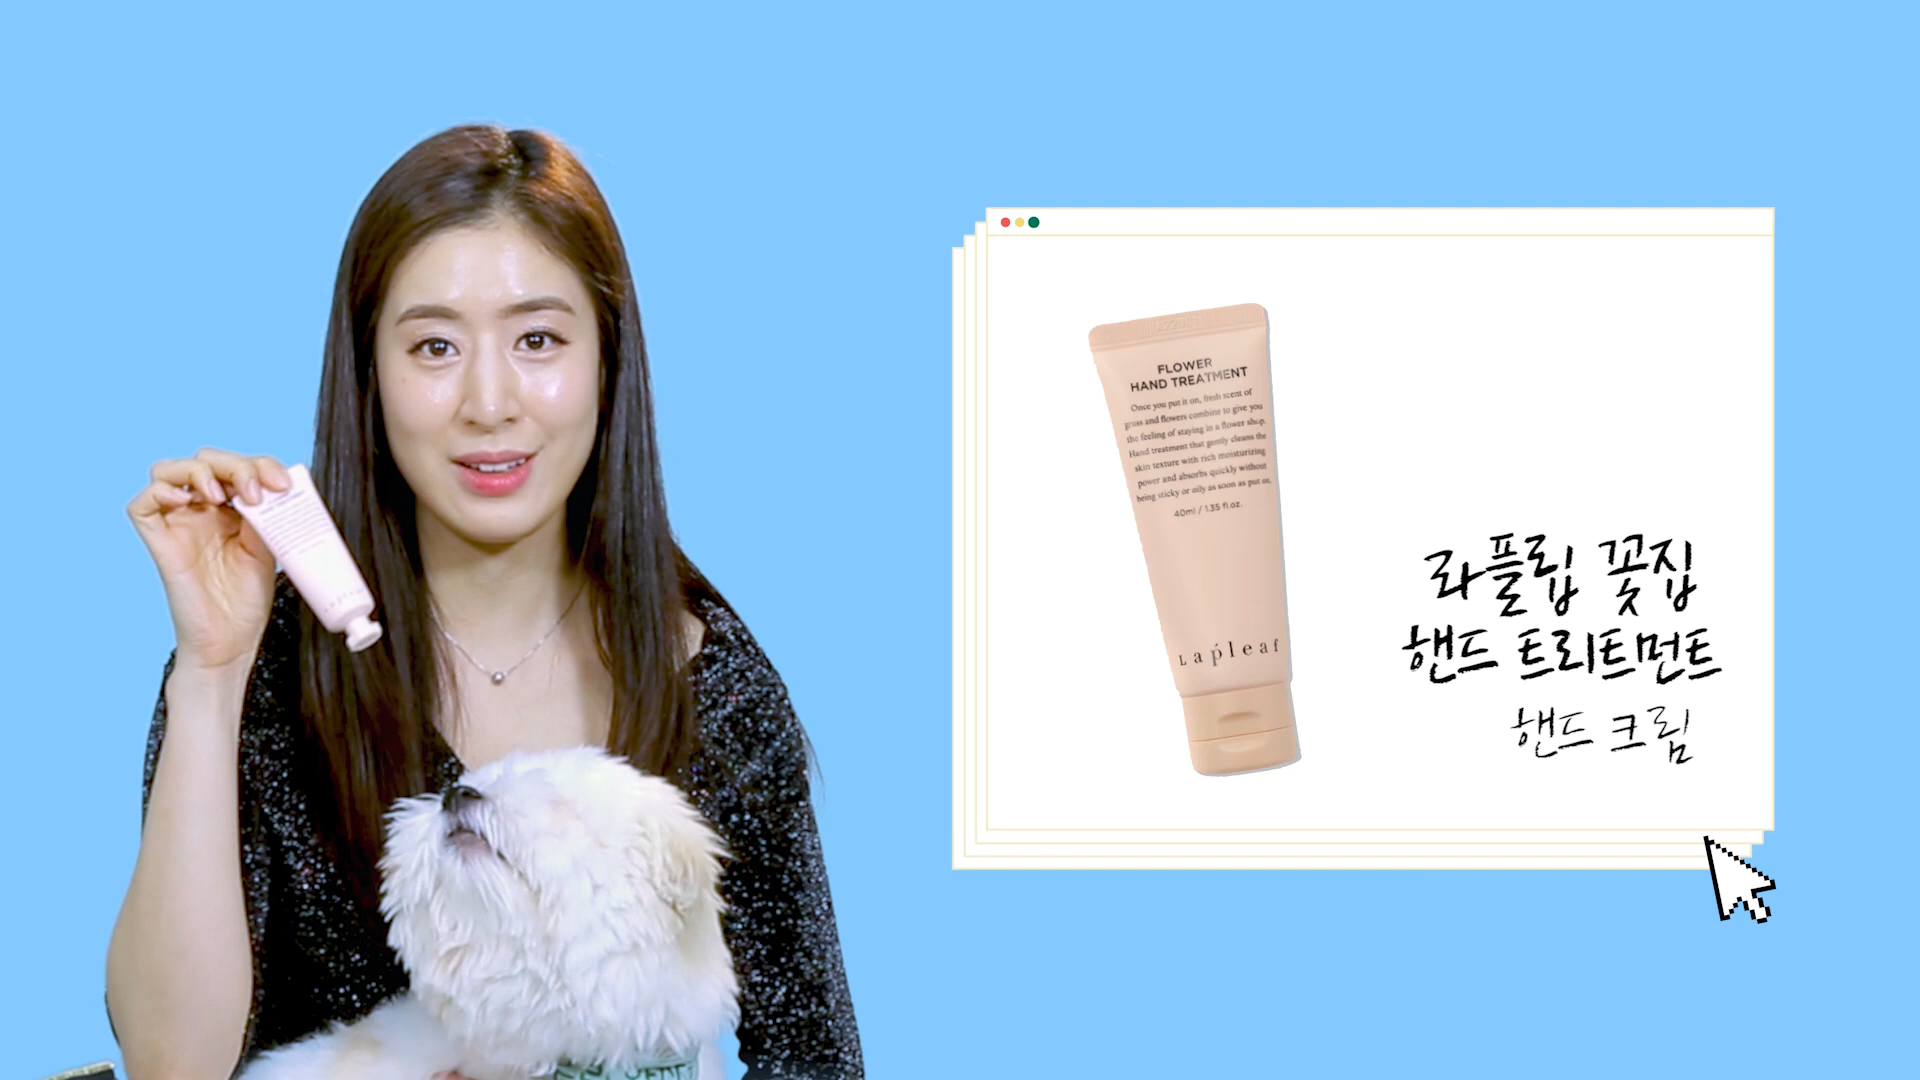 FLOWER
HAND TREATMENT
Once you put it on, fresh scent of
grass and flowers combine to give you
the feeling of staying in a flower shop.
Hand treatment that gently cleans the
skin texture with rich moisturizing
power and absorbs quickly without
being sticky or oily as soon as put on.
40ml / 1.35 fl.oz.
Lapleaf
라플립 꽃집
핸드 트리트먼트
핸드 크림